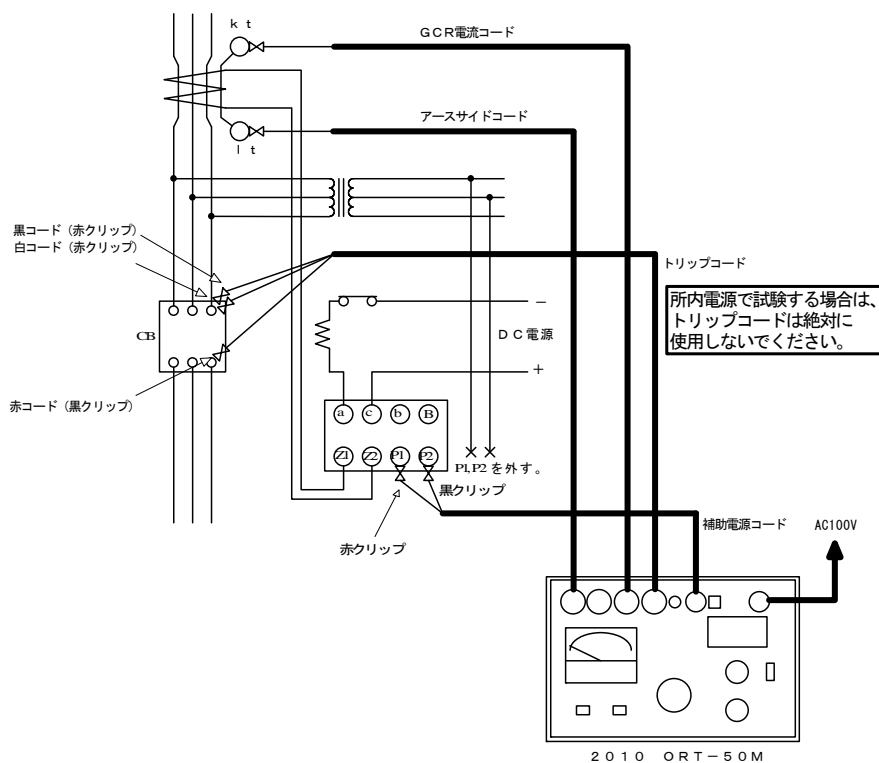 ｋｔ
ＧＣＲ電流コード
アースサイドコード
ｌｔ
黒コード（赤クリップ）
白コード（赤クリップ）
トリップコード
所内電源で試験する場合は、
トリップコードは絶対に
使用しないでください。
CB
－
ＤＣ電源
＋
赤コード（黒クリップ）
a c b B
Z1 Z2 P1 P2
P1,P2を外す。
黒クリップ
赤クリップ
補助電源コード
AC100V
２０１０　ＯＲＴ－５０Ｍ